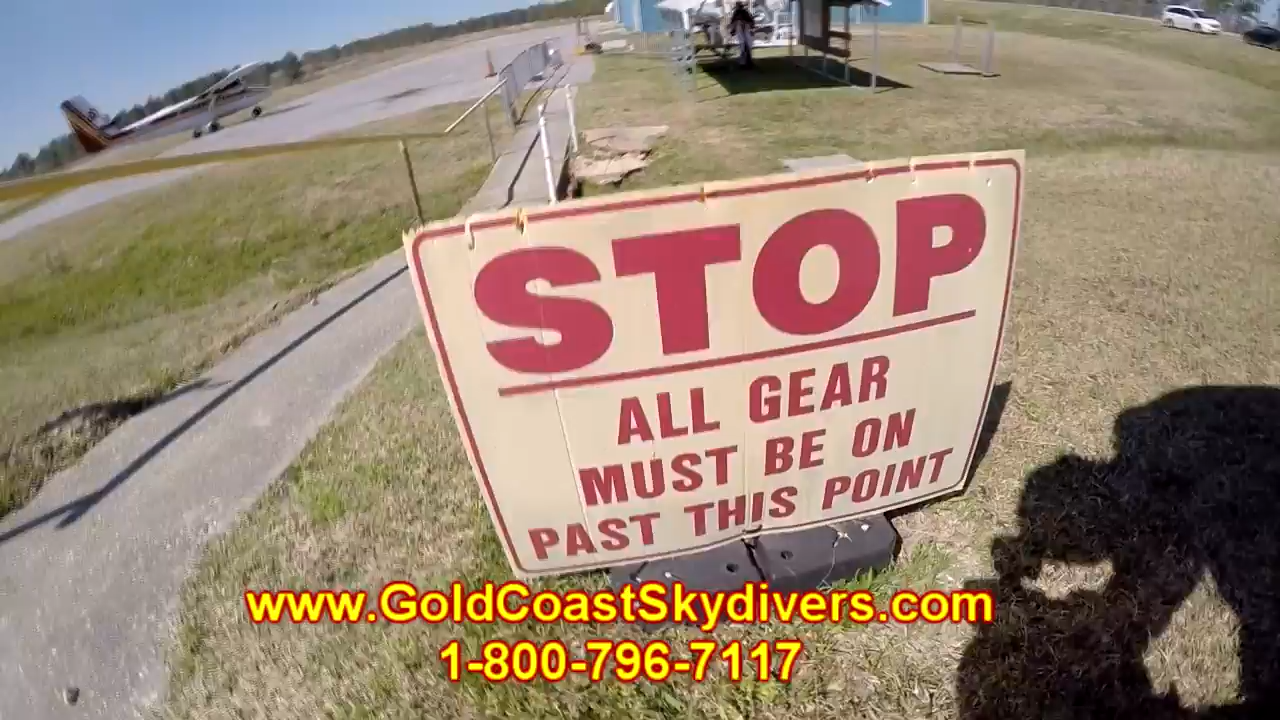 STOP
ALL GEAR
MUST BE ON
PAST THIS POINT
www.GoldCoastSkydivers.com
1-800-796-7117